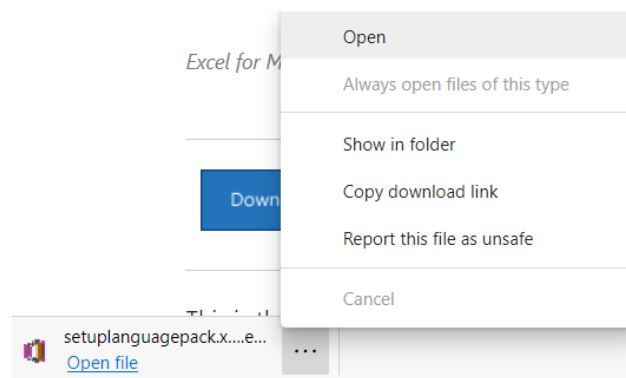 Open
Excel for M
Always open files of this type
Show in folder
Copy download link
Down
Report this file as unsafe
Cancel
setuplanguagepack.x....e...
Open file
...